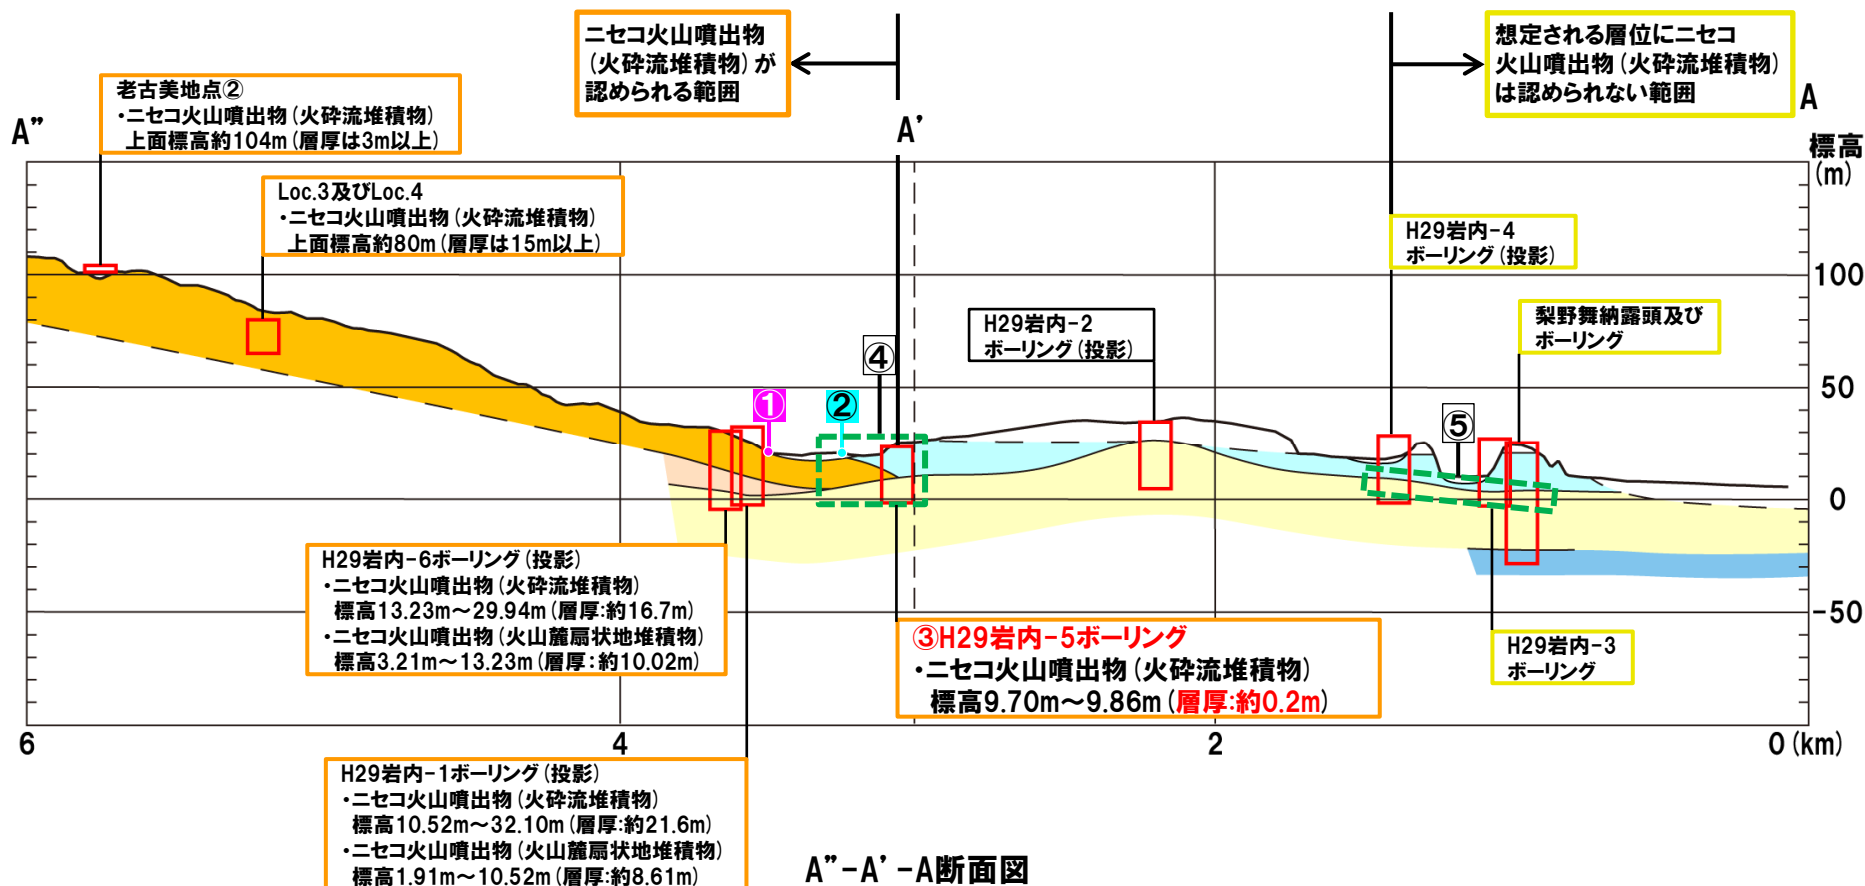 ニセコ火山噴出物
(火砕流堆積物)が
認められる範囲
想定される層位にニセコ
火山噴出物(火砕流堆積物)
は認められない範囲
老古美地点②
・ニセコ火山噴出物(火砕流堆積物)
上面標高約104m(層厚は3m以上)
A”
A’
A
標高
(m)
Loc.3及びLoc.4
・ニセコ火山噴出物(火砕流堆積物)
上面標高約80m(層厚は15m以上)
H29岩内-4
ボーリング(投影)
100
H29岩内-2
ボーリング(投影)
梨野舞納露頭及び
ボーリング
④
50
①
②
⑤
0
H29岩内-6ボーリング(投影)
・ニセコ火山噴出物(火砕流堆積物)
標高13.23m～29.94m(層厚:約16.7m)
・ニセコ火山噴出物(火山麓扇状地堆積物)
標高3.21m～13.23m(層厚：約10.02m)
-50
③H29岩内-5ボーリング
・ニセコ火山噴出物(火砕流堆積物)
標高9.70m～9.86m(層厚:約0.2m)
H29岩内-3
ボーリング
6
4
2
0(km)
H29岩内-1ボーリング(投影)
・ニセコ火山噴出物(火砕流堆積物)
標高10.52m～32.10m(層厚:約21.6m)
・ニセコ火山噴出物(火山麓扇状地堆積物)
標高1.91m～10.52m(層厚:約8.61m)
A”-A’-A断面図